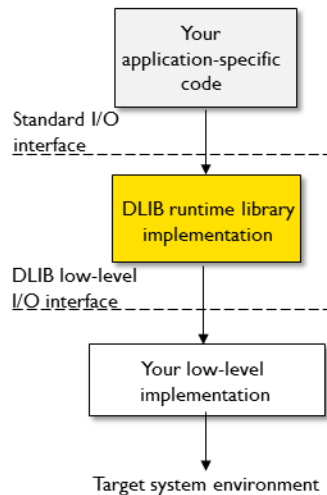 Your
application-specific
code
Standard I/O
interface
DLIB runtime library
implementation
DLIB low-level
I/O interface
Your low-level
implementation
Target system environment